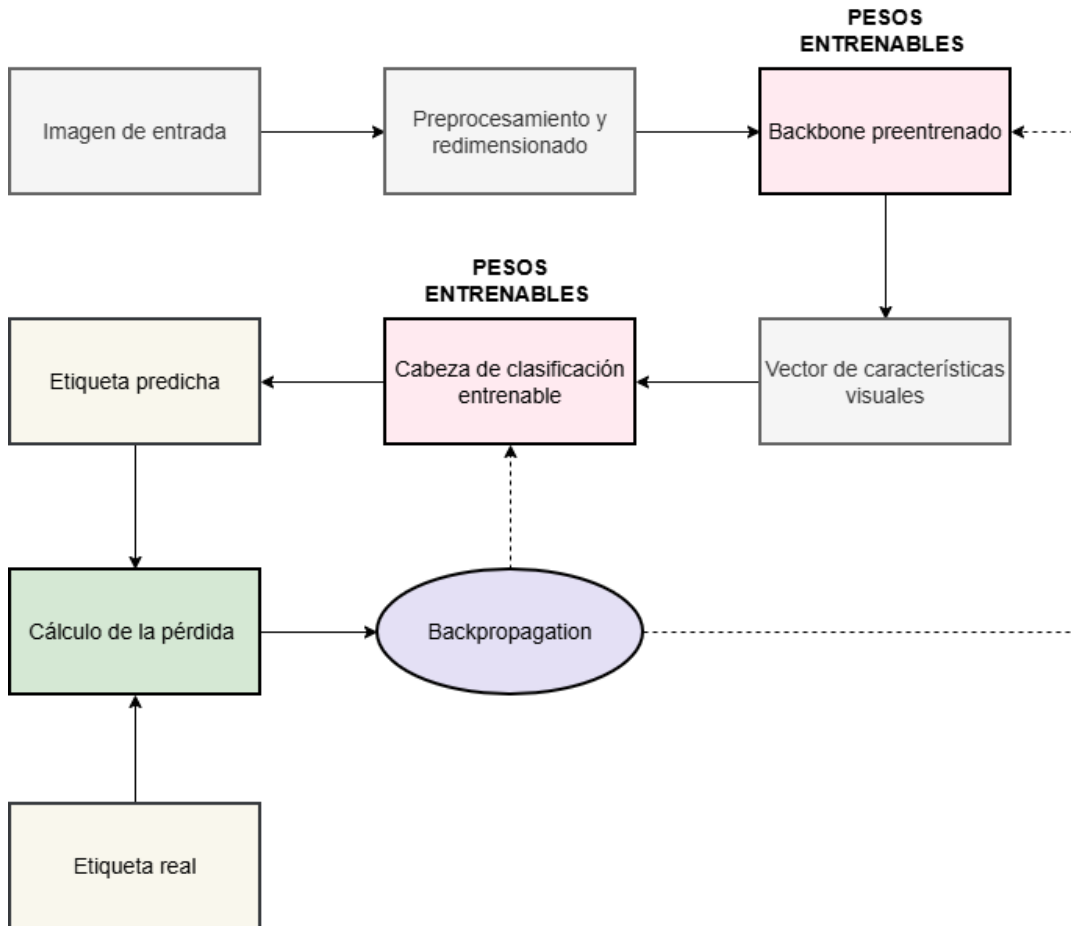 PESOS
ENTRENABLES
Imagen de entrada
Preprocesamiento y
redimensionado
Backbone preentrenado
PESOS
ENTRENABLES
Etiqueta predicha
Cabeza de clasificación
entrenable
Vector de características
visuales
Cálculo de la pérdida
Backpropagation
Etiqueta real